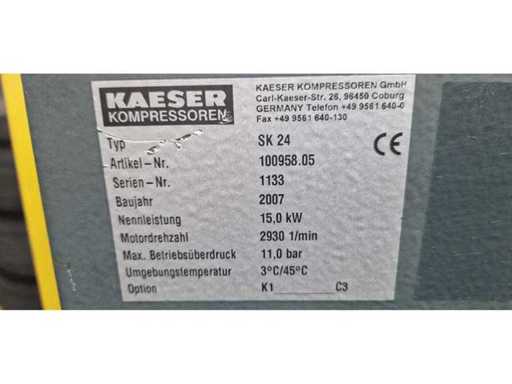 KAESER
KOMPRESSOREN
KAESER KOMPRESSOREN GmbH
Carl-Kaeser-Str. 26, 96450 Coburg
GERMANY Telefon +49 9561 640-0
Fax +49 9561 640-130
CE
Typ SK 24
Artikel-Nr. 100958.05
Serien-Nr. 1133
Baujahr 2007
Nennleistung 15,0 kW
Motordrehzahl 2930 1/min
Max. Betriebsüberdruck 11,0 bar
Umgebungstemperatur 3°C/45°C
Option K1______C3